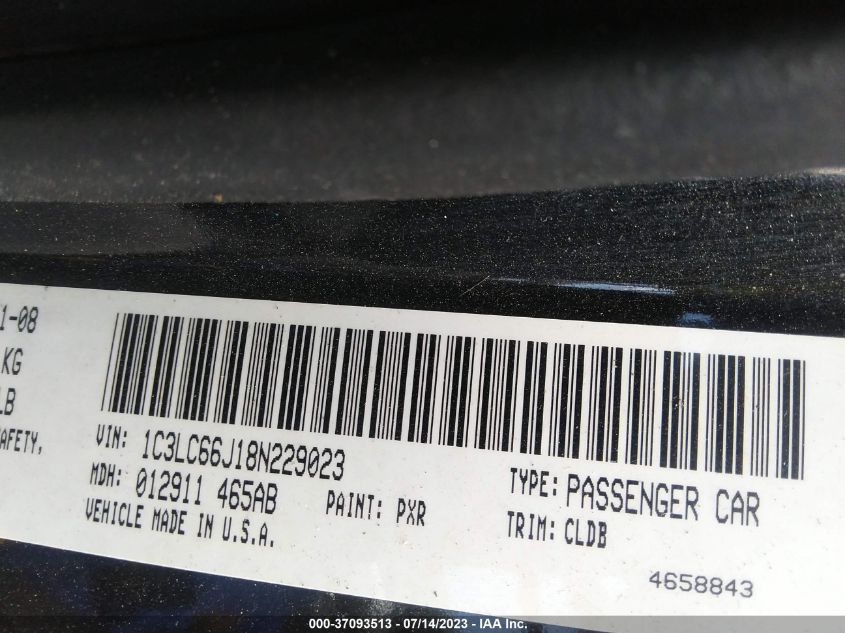 1-08
KG
LB
AFETY,
VIN: 1C3LC66J18N229023
MDH: 012911 465AB
PAINT: PXR
VEHICLE MADE IN U.S.A.
TYPE: PASSENGER CAR
TRIM: CLDB
4658843
000-37093513 - 07/14/2023 - IAA Inc.